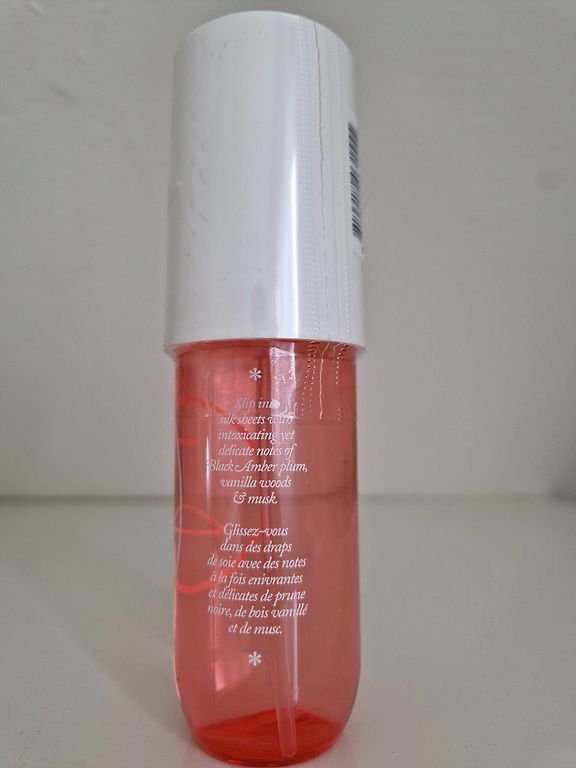 *
Slip into
silk sheets with
intoxicating yet
delicate notes of
Black Amber plum,
vanilla woods
& musk.
Glissez-vous
dans des draps
de soie avec des notes
à la fois enivrantes
et délicates de prune
noire, de bois vanillé
et de musc.
*